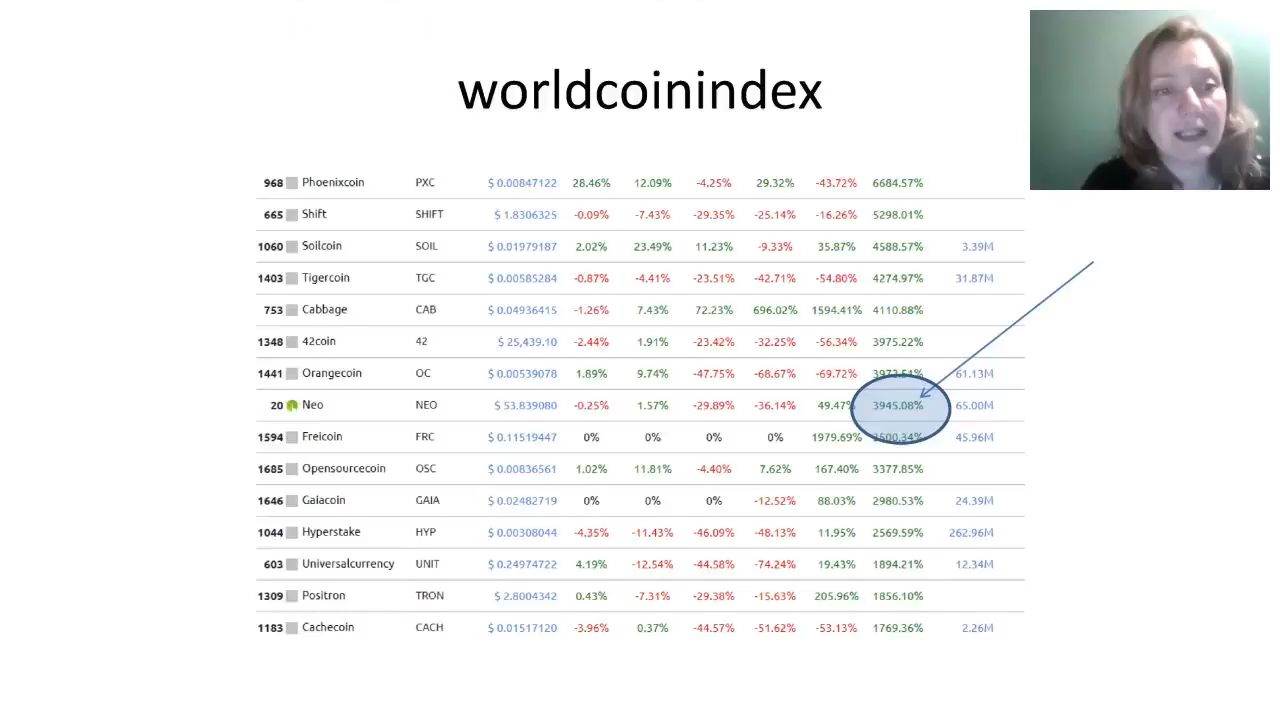 worldcoinindex
968 Phoenixcoin PXC $ 0.00847122 28.46% 12.09% -4.25% 29.32% -43.72% 6684.57%
665 Shift SHIFT $ 1.8306325 -0.09% -7.43% -29.35% -25.14% -16.26% 5298.01%
1060 Soilcoin SOIL $ 0.01979187 2.02% 23.49% 11.23% -9.33% 35.87% 4588.57% 3.39M
1403 Tigercoin TGC $ 0.00585284 -0.87% -4.41% -23.51% -42.71% -54.80% 4274.97% 31.87M
753 Cabbage CAB $ 0.04936415 -1.26% 7.43% 72.23% 696.02% 1594.41% 4110.88%
1348 42coin 42 $ 25,439.10 -2.44% 1.91% -23.42% -32.25% -56.34% 3975.22%
1441 Orangecoin OC $ 0.00539078 1.89% 9.74% -47.75% -68.67% -69.72% 3972.51% 61.13M
20 Neo NEO $ 53.839080 -0.25% 1.57% -29.89% -36.14% 49.47% 3945.08% 65.00M
1594 Freicoin FRC $ 0.11519447 0% 0% 0% 0% 1979.69% 3500.34% 45.96M
1685 Opensourcecoin OSC $ 0.00836561 1.02% 11.81% -4.40% 7.62% 167.40% 3377.85%
1646 Gaiacoin GAIA $ 0.02482719 0% 0% 0% -12.52% 88.03% 2980.53% 24.39M
1044 Hyperstake HYP $ 0.00308044 -4.35% -11.43% -46.09% -48.13% 11.95% 2569.59% 262.96M
603 Universalcurrency UNIT $ 0.24974722 4.19% -12.54% -44.58% -74.24% 19.43% 1894.21% 12.34M
1309 Positron TRON $ 2.8004342 0.43% -7.31% -29.38% -15.63% 205.96% 1856.10%
1183 Cachecoin CACH $ 0.01517120 -3.96% 0.37% -44.57% -51.62% -53.13% 1769.36% 2.26M